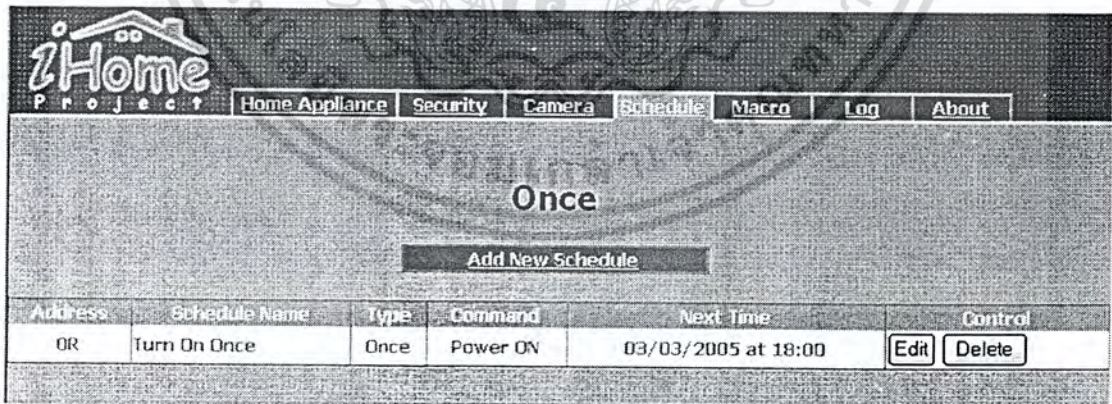 iHome
Project
Home Appliance Security Camera Schedule Macro Log About
Once
Add New Schedule
Address Schedule Name Type Command Next Time Control
0R Turn On Once Once Power ON 03/03/2005 at 18:00 Edit Delete